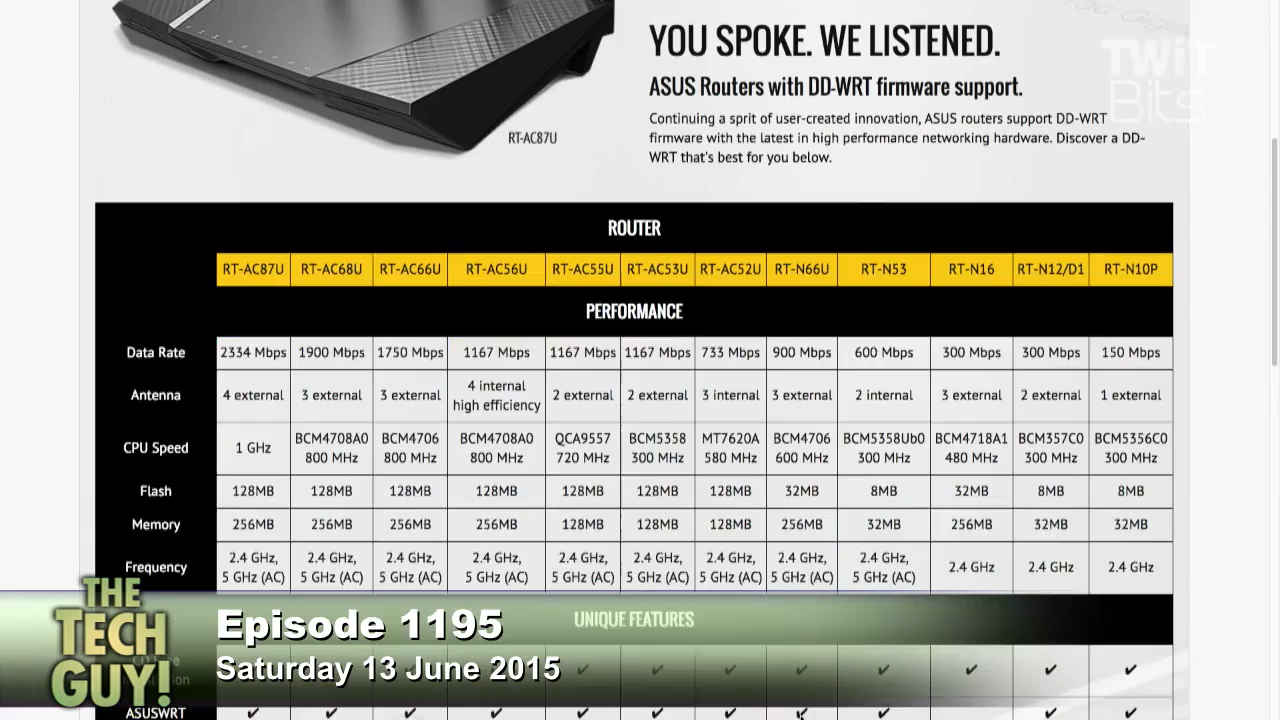 YOU SPOKE. WE LISTENED.
TWiT
Bits
ASUS Routers with DD-WRT firmware support.
Continuing a sprit of user-created innovation, ASUS routers support DD-WRT
firmware with the latest in high performance networking hardware. Discover a DD-
WRT that's best for you below.
RT-AC87U
ROUTER
RT-AC87U RT-AC68U RT-AC66U RT-AC56U RT-AC55U RT-AC53U RT-AC52U RT-N66U RT-N53 RT-N16 RT-N12/D1 RT-N10P
PERFORMANCE
Data Rate 2334 Mbps 1900 Mbps 1750 Mbps 1167 Mbps 1167 Mbps 1167 Mbps 733 Mbps 900 Mbps 600 Mbps 300 Mbps 300 Mbps 150 Mbps
Antenna 4 external 3 external 3 external 4 internal high efficiency 2 external 2 external 3 internal 3 external 2 internal 3 external 2 external 1 external
CPU Speed 1 GHz BCM4708A0 800 MHz BCM4706 800 MHz BCM4708A0 800 MHz QCA9557 720 MHz BCM5358 300 MHz MT7620A 580 MHz BCM4706 600 MHz BCM5358Ub0 300 MHz BCM4718A1 480 MHz BCM357C0 300 MHz BCM5356C0 300 MHz
Flash 128MB 128MB 128MB 128MB 128MB 128MB 128MB 32MB 8MB 32MB 8MB 8MB
Memory 256MB 256MB 256MB 256MB 128MB 128MB 128MB 256MB 32MB 256MB 32MB 32MB
Frequency 2.4 GHz, 5 GHz (AC) 2.4 GHz, 5 GHz (AC) 2.4 GHz, 5 GHz (AC) 2.4 GHz, 5 GHz (AC) 2.4 GHz, 5 GHz (AC) 2.4 GHz, 5 GHz (AC) 2.4 GHz, 5 GHz (AC) 2.4 GHz, 5 GHz (AC) 2.4 GHz, 5 GHz (AC) 2.4 GHz 2.4 GHz 2.4 GHz
UNIQUE FEATURES
THE
TECH
GUY!
Episode 1195
Saturday 13 June 2015
ASUSWRT